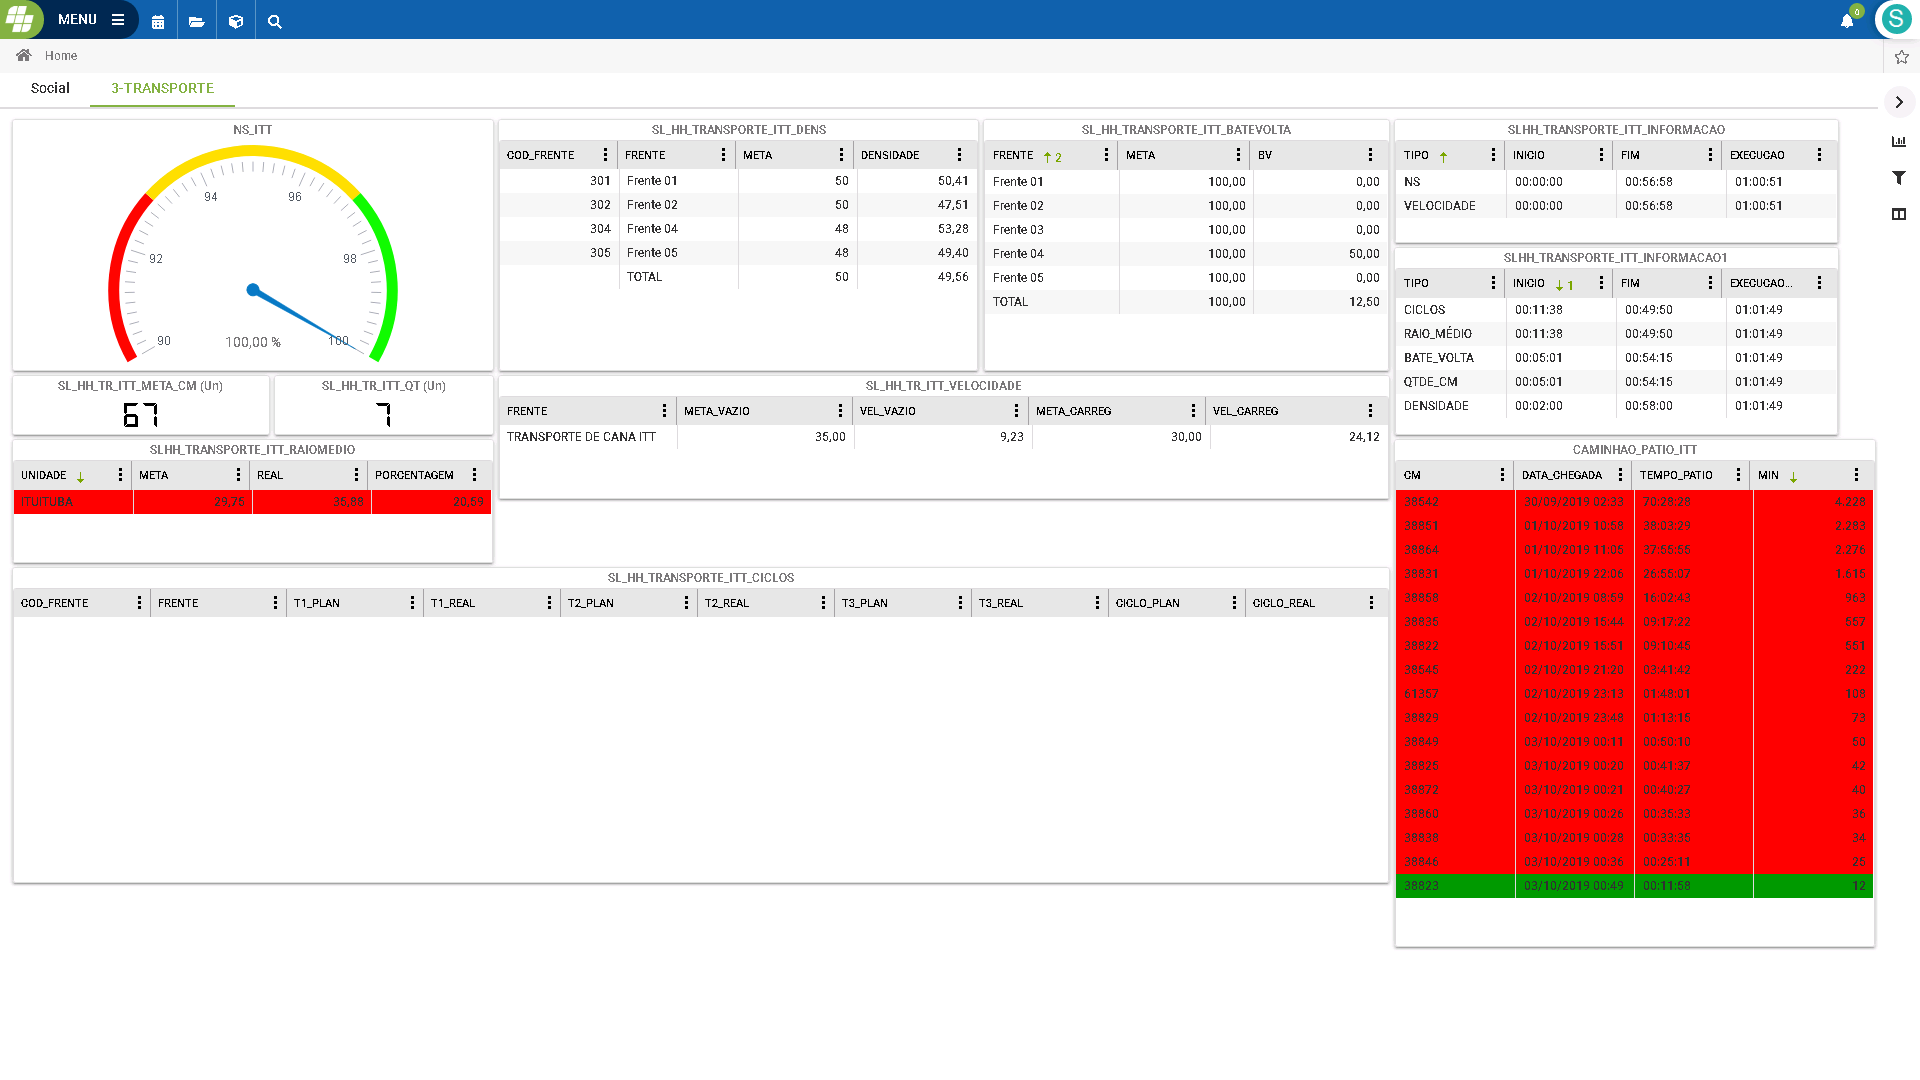 MENU
0
S
Home
Social
3-TRANSPORTE
NS_ITT
94
96
92
98
90
100,00 %
100
SL_HH_TRANSPORTE_ITT_DENS
COD_FRENTE FRENTE META DENSIDADE
301 Frente 01 50 50,41
302 Frente 02 50 47,51
304 Frente 04 48 53,28
305 Frente 05 48 49,40
TOTAL 50 49,56
SL_HH_TRANSPORTE_ITT_BATEVOLTA
FRENTE 2 META BV
Frente 01 100,00 0,00
Frente 02 100,00 0,00
Frente 03 100,00 0,00
Frente 04 100,00 50,00
Frente 05 100,00 0,00
TOTAL 100,00 12,50
SLHH_TRANSPORTE_ITT_INFORMACAO
TIPO INICIO FIM EXECUCAO
NS 00:00:00 00:56:58 01:00:51
VELOCIDADE 00:00:00 00:56:58 01:00:51
SLHH_TRANSPORTE_ITT_INFORMACAO1
TIPO INICIO 1 FIM EXECUCAO...
CICLOS 00:11:38 00:49:50 01:01:49
RAIO_MÉDIO 00:11:38 00:49:50 01:01:49
BATE_VOLTA 00:05:01 00:54:15 01:01:49
QTDE_CM 00:05:01 00:54:15 01:01:49
DENSIDADE 00:02:00 00:58:00 01:01:49
SL_HH_TR_ITT_META_CM (Un)
67
SL_HH_TR_ITT_QT (Un)
7
SL_HH_TR_ITT_VELOCIDADE
FRENTE META_VAZIO VEL_VAZIO META_CARREG VEL_CARREG
TRANSPORTE DE CANA ITT 35,00 9,23 30,00 24,12
SLHH_TRANSPORTE_ITT_RAIOMEDIO
UNIDADE META REAL PORCENTAGEM
ITUIUTABA 29,75 35,88 20,59
CAMINHAO_PATIO_ITT
CM DATA_CHEGADA TEMPO_PATIO MIN
38542 30/09/2019 02:33 70:28:28 4.228
38851 01/10/2019 10:58 38:03:29 2.283
38864 01/10/2019 11:05 37:55:55 2.276
38831 01/10/2019 22:06 26:55:07 1.615
38858 02/10/2019 08:59 16:02:43 963
38835 02/10/2019 15:44 09:17:22 557
38822 02/10/2019 15:51 09:10:45 551
38545 02/10/2019 21:20 03:41:42 222
61357 02/10/2019 23:13 01:48:01 108
38829 02/10/2019 23:48 01:13:15 73
38849 03/10/2019 00:11 00:50:10 50
38825 03/10/2019 00:20 00:41:37 42
38872 03/10/2019 00:21 00:40:27 40
38860 03/10/2019 00:26 00:35:33 36
38838 03/10/2019 00:28 00:33:35 34
38846 03/10/2019 00:36 00:25:11 25
38823 03/10/2019 00:49 00:11:58 12
SL_HH_TRANSPORTE_ITT_CICLOS
COD_FRENTE FRENTE T1_PLAN T1_REAL T2_PLAN T2_REAL T3_PLAN T3_REAL CICLO_PLAN CICLO_REAL